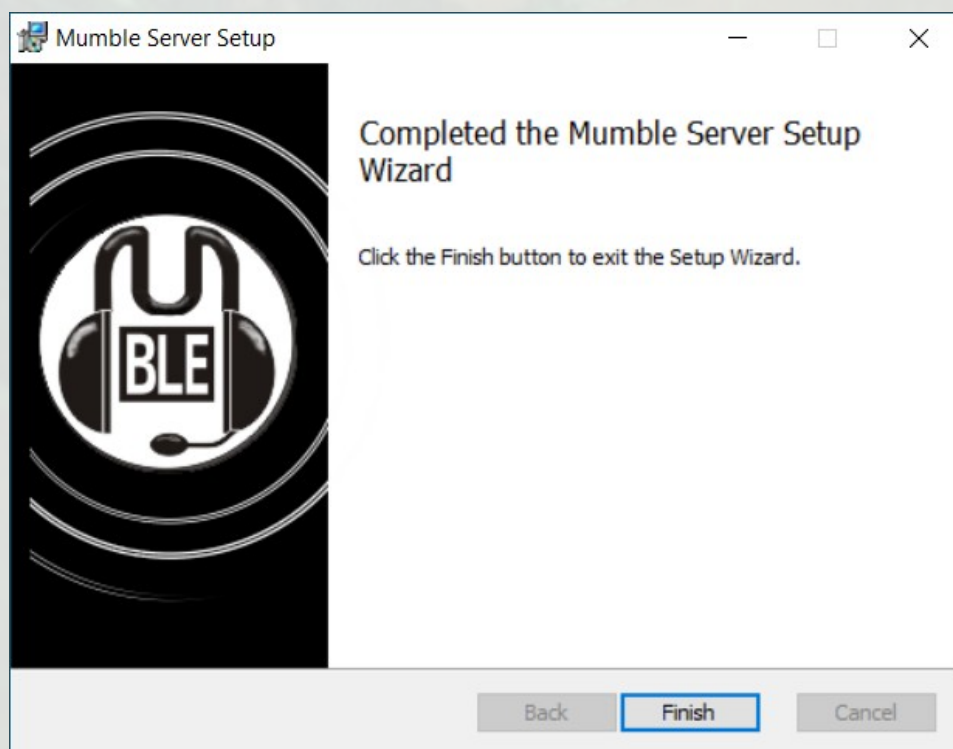 Mumble Server Setup
Completed the Mumble Server Setup
Wizard
Click the Finish button to exit the Setup Wizard.
BLE
Back
Finish
Cancel